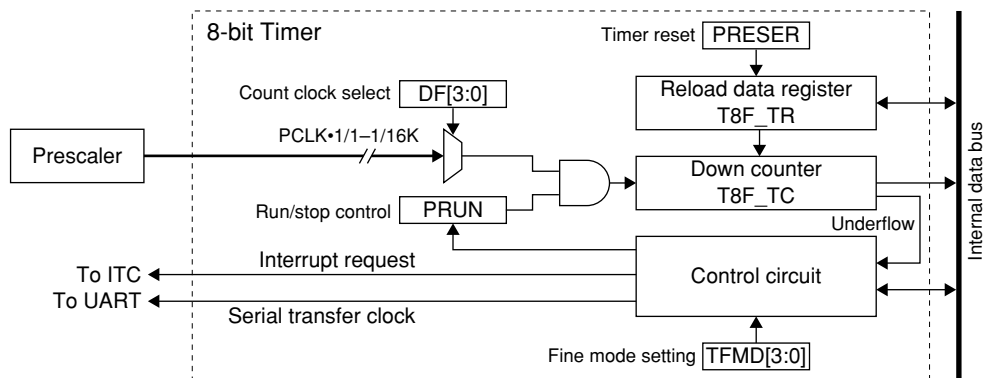 8-bit Timer
Timer reset PRESER
Count clock select DF[3:0]
Reload data register
T8F_TR
PCLK•1/1–1/16K
Prescaler
Down counter
T8F_TC
Run/stop control PRUN
Underflow
Internal data bus
Interrupt request
To ITC
Control circuit
To UART
Serial transfer clock
Fine mode setting TFMD[3:0]